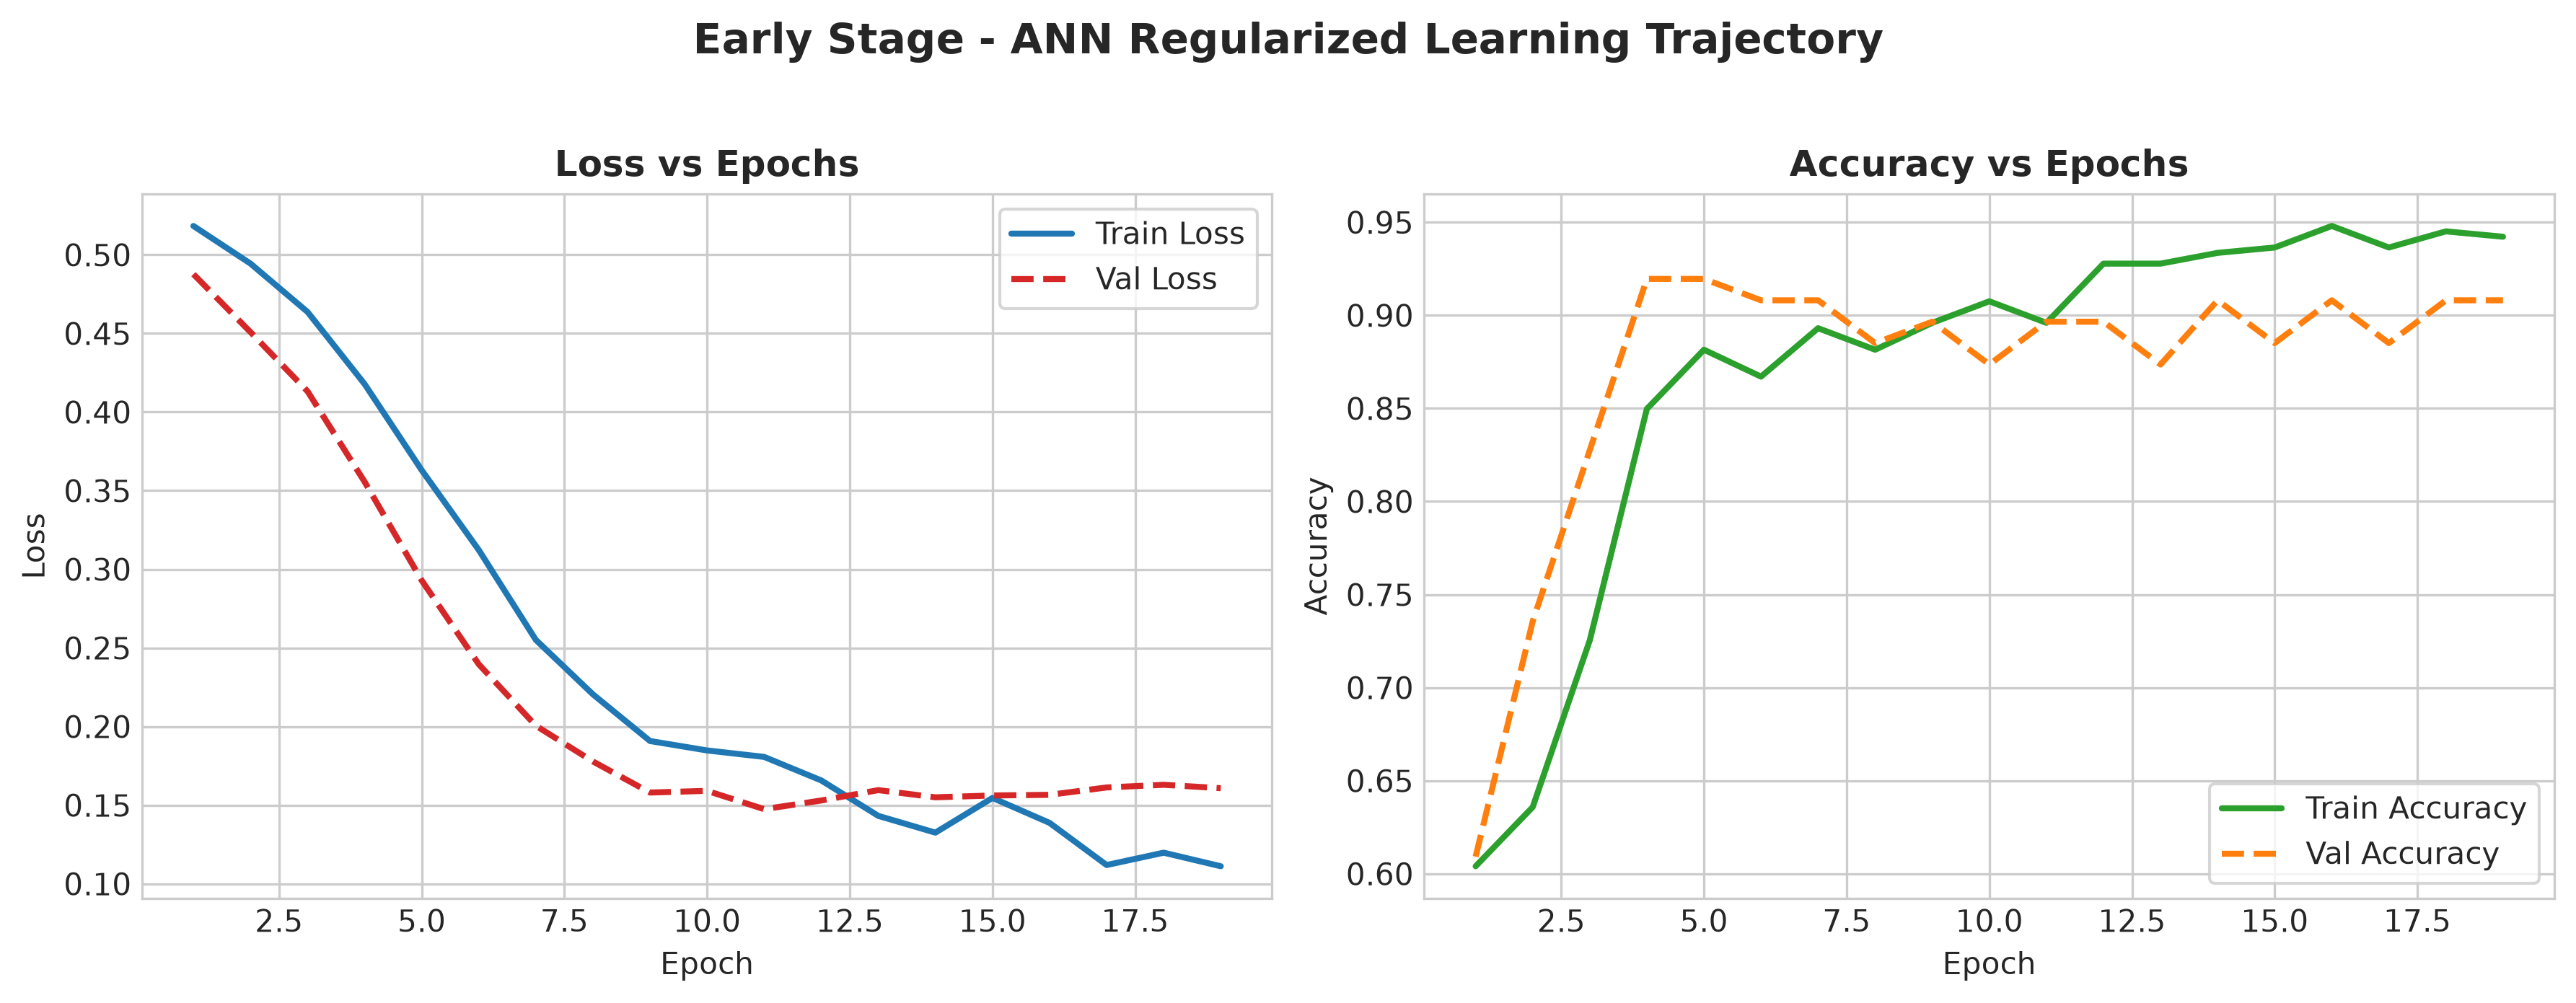 Early Stage - ANN Regularized Learning Trajectory
Loss vs Epochs
Train Loss
Val Loss
0.50
0.45
0.40
0.35
0.30
0.25
0.20
0.15
0.10
Loss
2.5 5.0 7.5 10.0 12.5 15.0 17.5
Epoch
Accuracy vs Epochs
0.95
0.90
0.85
0.80
0.75
0.70
0.65
0.60
Accuracy
Train Accuracy
Val Accuracy
2.5 5.0 7.5 10.0 12.5 15.0 17.5
Epoch